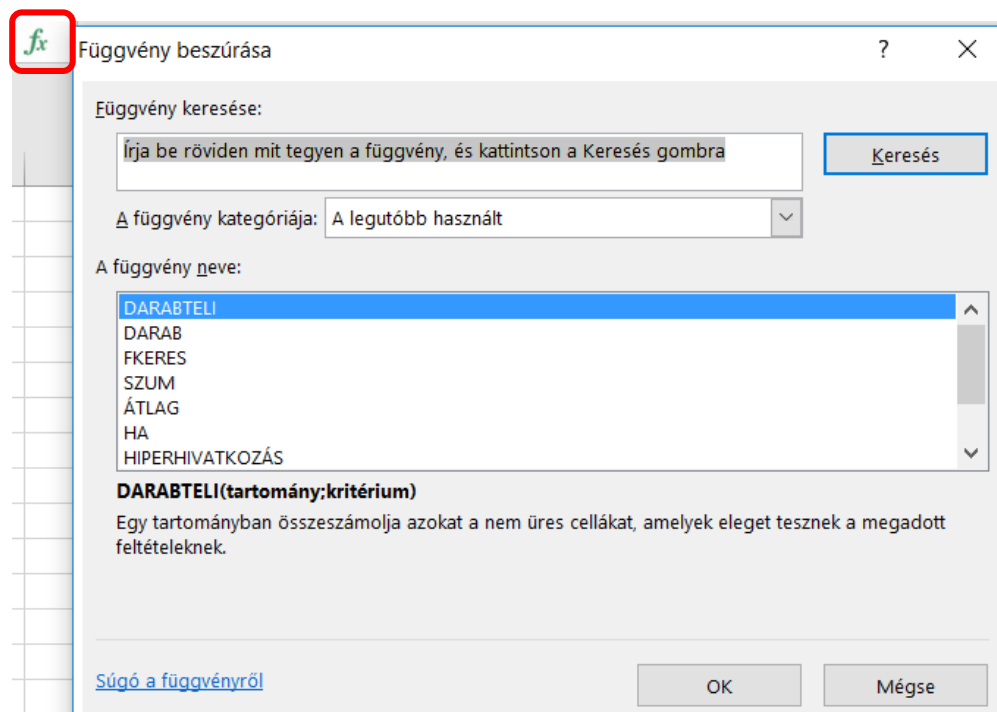 fx
Függvény beszúrása ?
Függvény keresése:
Írja be röviden mit tegyen a függvény, és kattintson a Keresés gombra
Keresés
A függvény kategóriája: A legutóbb használt
A függvény neve:
DARABTELI
DARAB
FKERES
SZUM
ÁTLAG
HA
HIPERHIVATKOZÁS
DARABTELI(tartomány;kritérium)
Egy tartományban összeszámolja azokat a nem üres cellákat, amelyek eleget tesznek a megadott
feltételeknek.
Súgó a függvényről
OK
Mégse